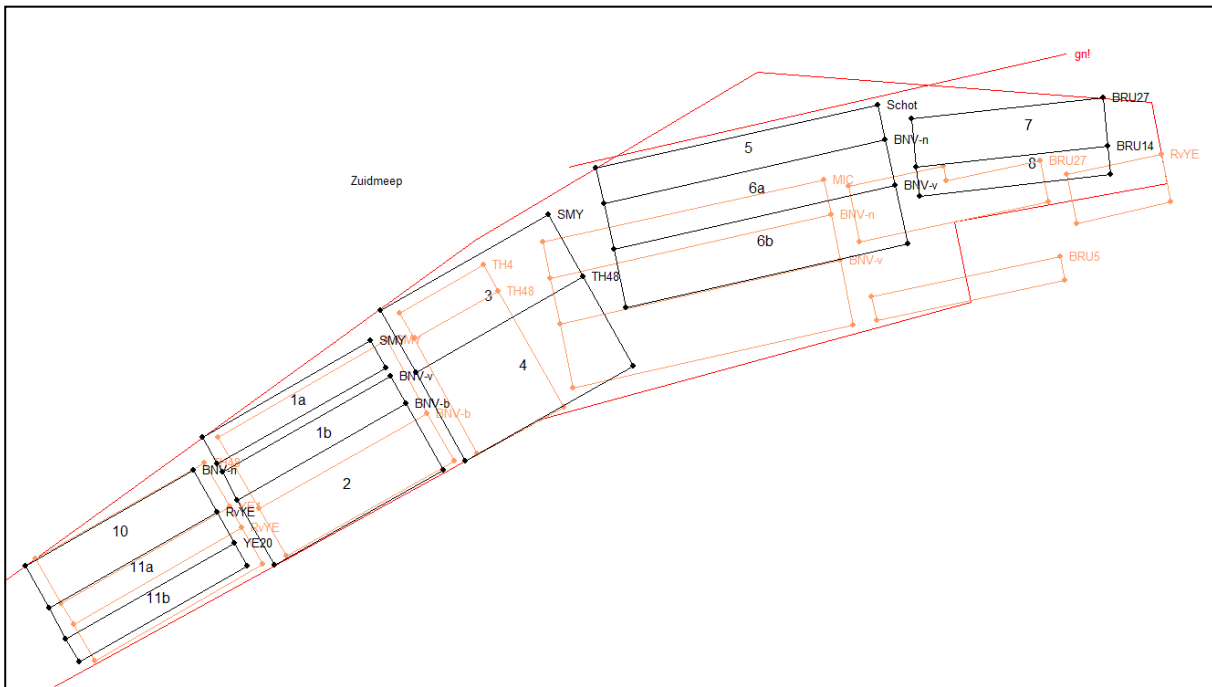 gn!
BRU27
Schot
7
BNV-n
BRU14
5
RvYE
BRU27
8
Zuidmeep
MIC
6a
BNV-v
SMY
BNV-n
6b
BRU5
BNV-v
TH4
TH48
3
TH48
SMY
4
BNV-v
1a
BNV-b
BNV-b
1b
BNV-n
2
YE4
RvYE
10
RvYE
YE20
11a
11b